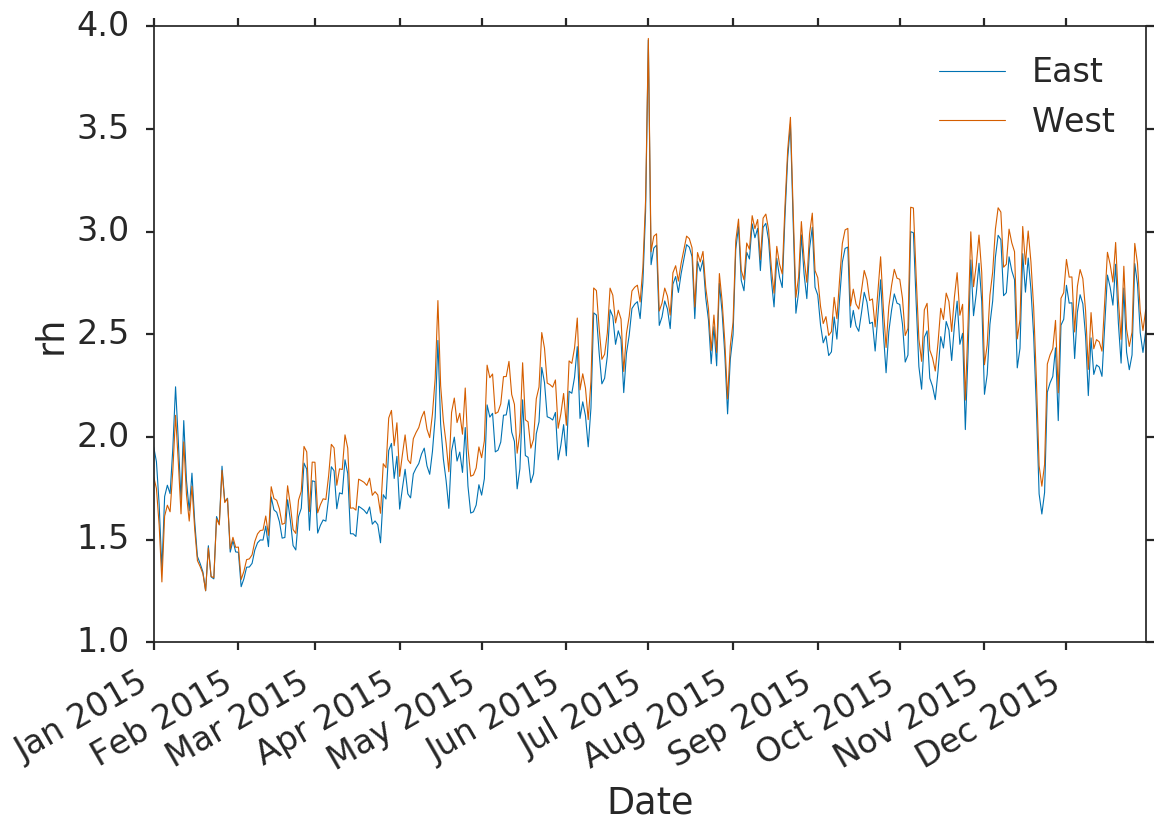 4.0
3.5
3.0
2.5
2.0
1.5
1.0
rh
East
West
Jan 2015
Feb 2015
Mar 2015
Apr 2015
May 2015
Jun 2015
Jul 2015
Aug 2015
Sep 2015
Oct 2015
Nov 2015
Dec 2015
Date